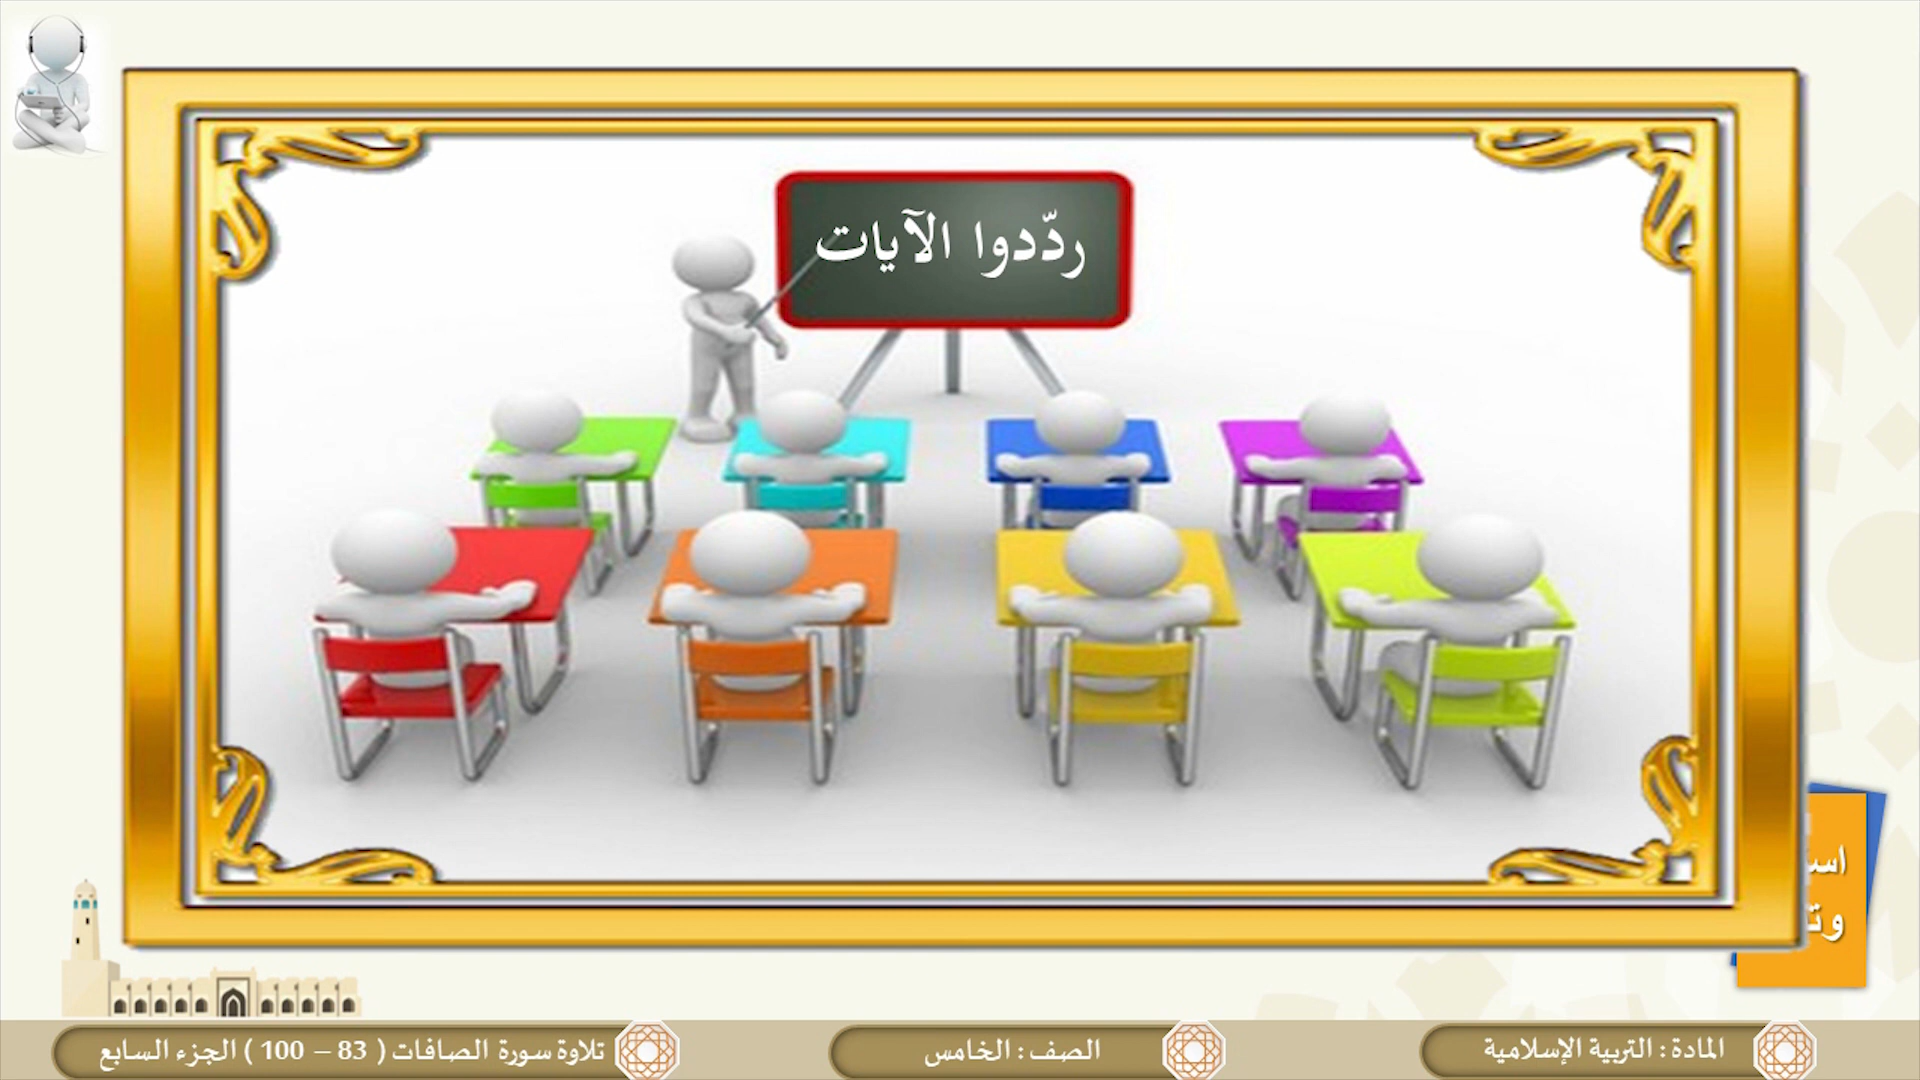 ردّدوا الآيات
المادة : التربية الإسلامية
الصف : الخامس
تلاوة سورة الصافات ( 83 – 100 ) الجزء السابع